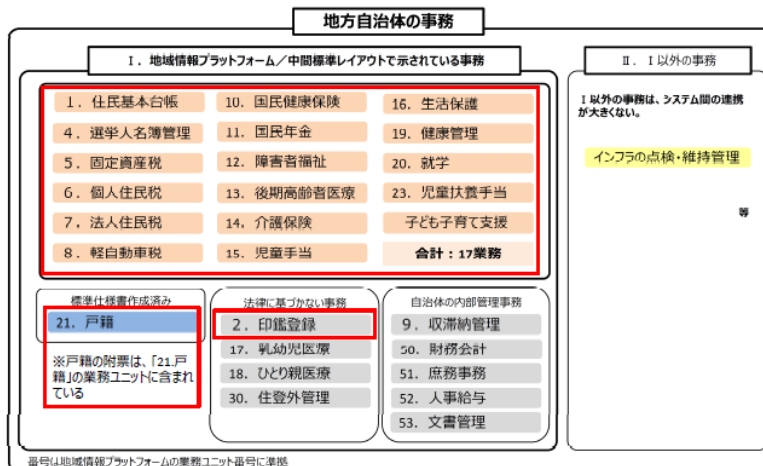 地方自治体の事務
Ⅰ．地域情報プラットフォーム／中間標準レイアウトで示されている事務
1．住民基本台帳
4．選挙人名簿管理
5．固定資産税
6．個人住民税
7．法人住民税
8．軽自動車税
10．国民健康保険
11．国民年金
12．障害者福祉
13．後期高齢者医療
14．介護保険
15．児童手当
16．生活保護
19．健康管理
20．就学
23．児童扶養手当
子ども子育て支援
合計：17業務
標準仕様書作成済み
21．戸籍
※戸籍の附票は、「21.戸
籍」の業務ユニットに含まれ
ている
法律に基づかない事務
2．印鑑登録
17．乳幼児医療
18．ひとり親医療
30．住登外管理
自治体の内部管理事務
9．収滞納管理
50．財務会計
51．庶務事務
52．人事給与
53．文書管理
Ⅱ．Ⅰ以外の事務
Ⅰ以外の事務は、システム間の連携
が大きくない。
インフラの点検・維持管理
等
番号は地域情報プラットフォームの業務ユニット番号に準拠